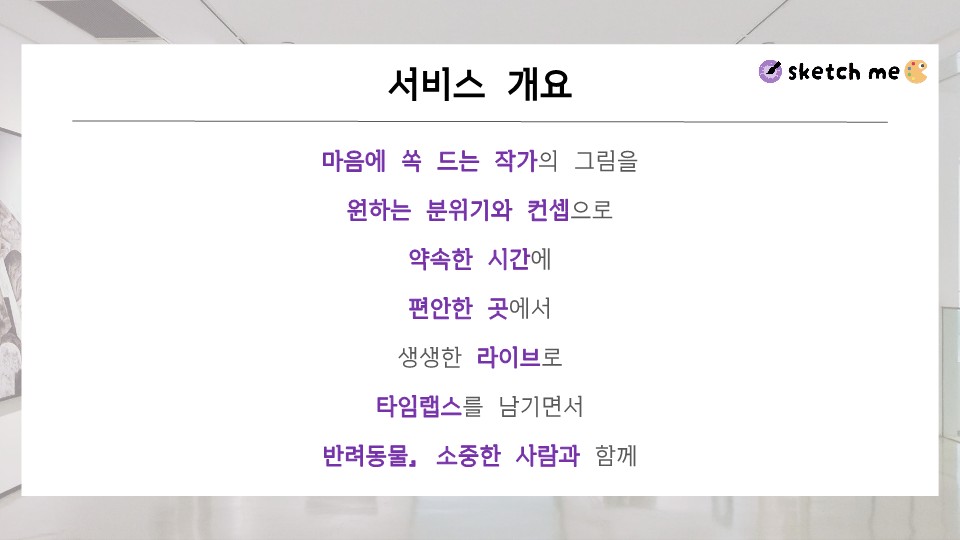 서비스 개요
sketch me
마음에 쏙 드는 작가의 그림을
원하는 분위기와 컨셉으로
약속한 시간에
편안한 곳에서
생생한 라이브로
타임랩스를 남기면서
반려동물, 소중한 사람과 함께